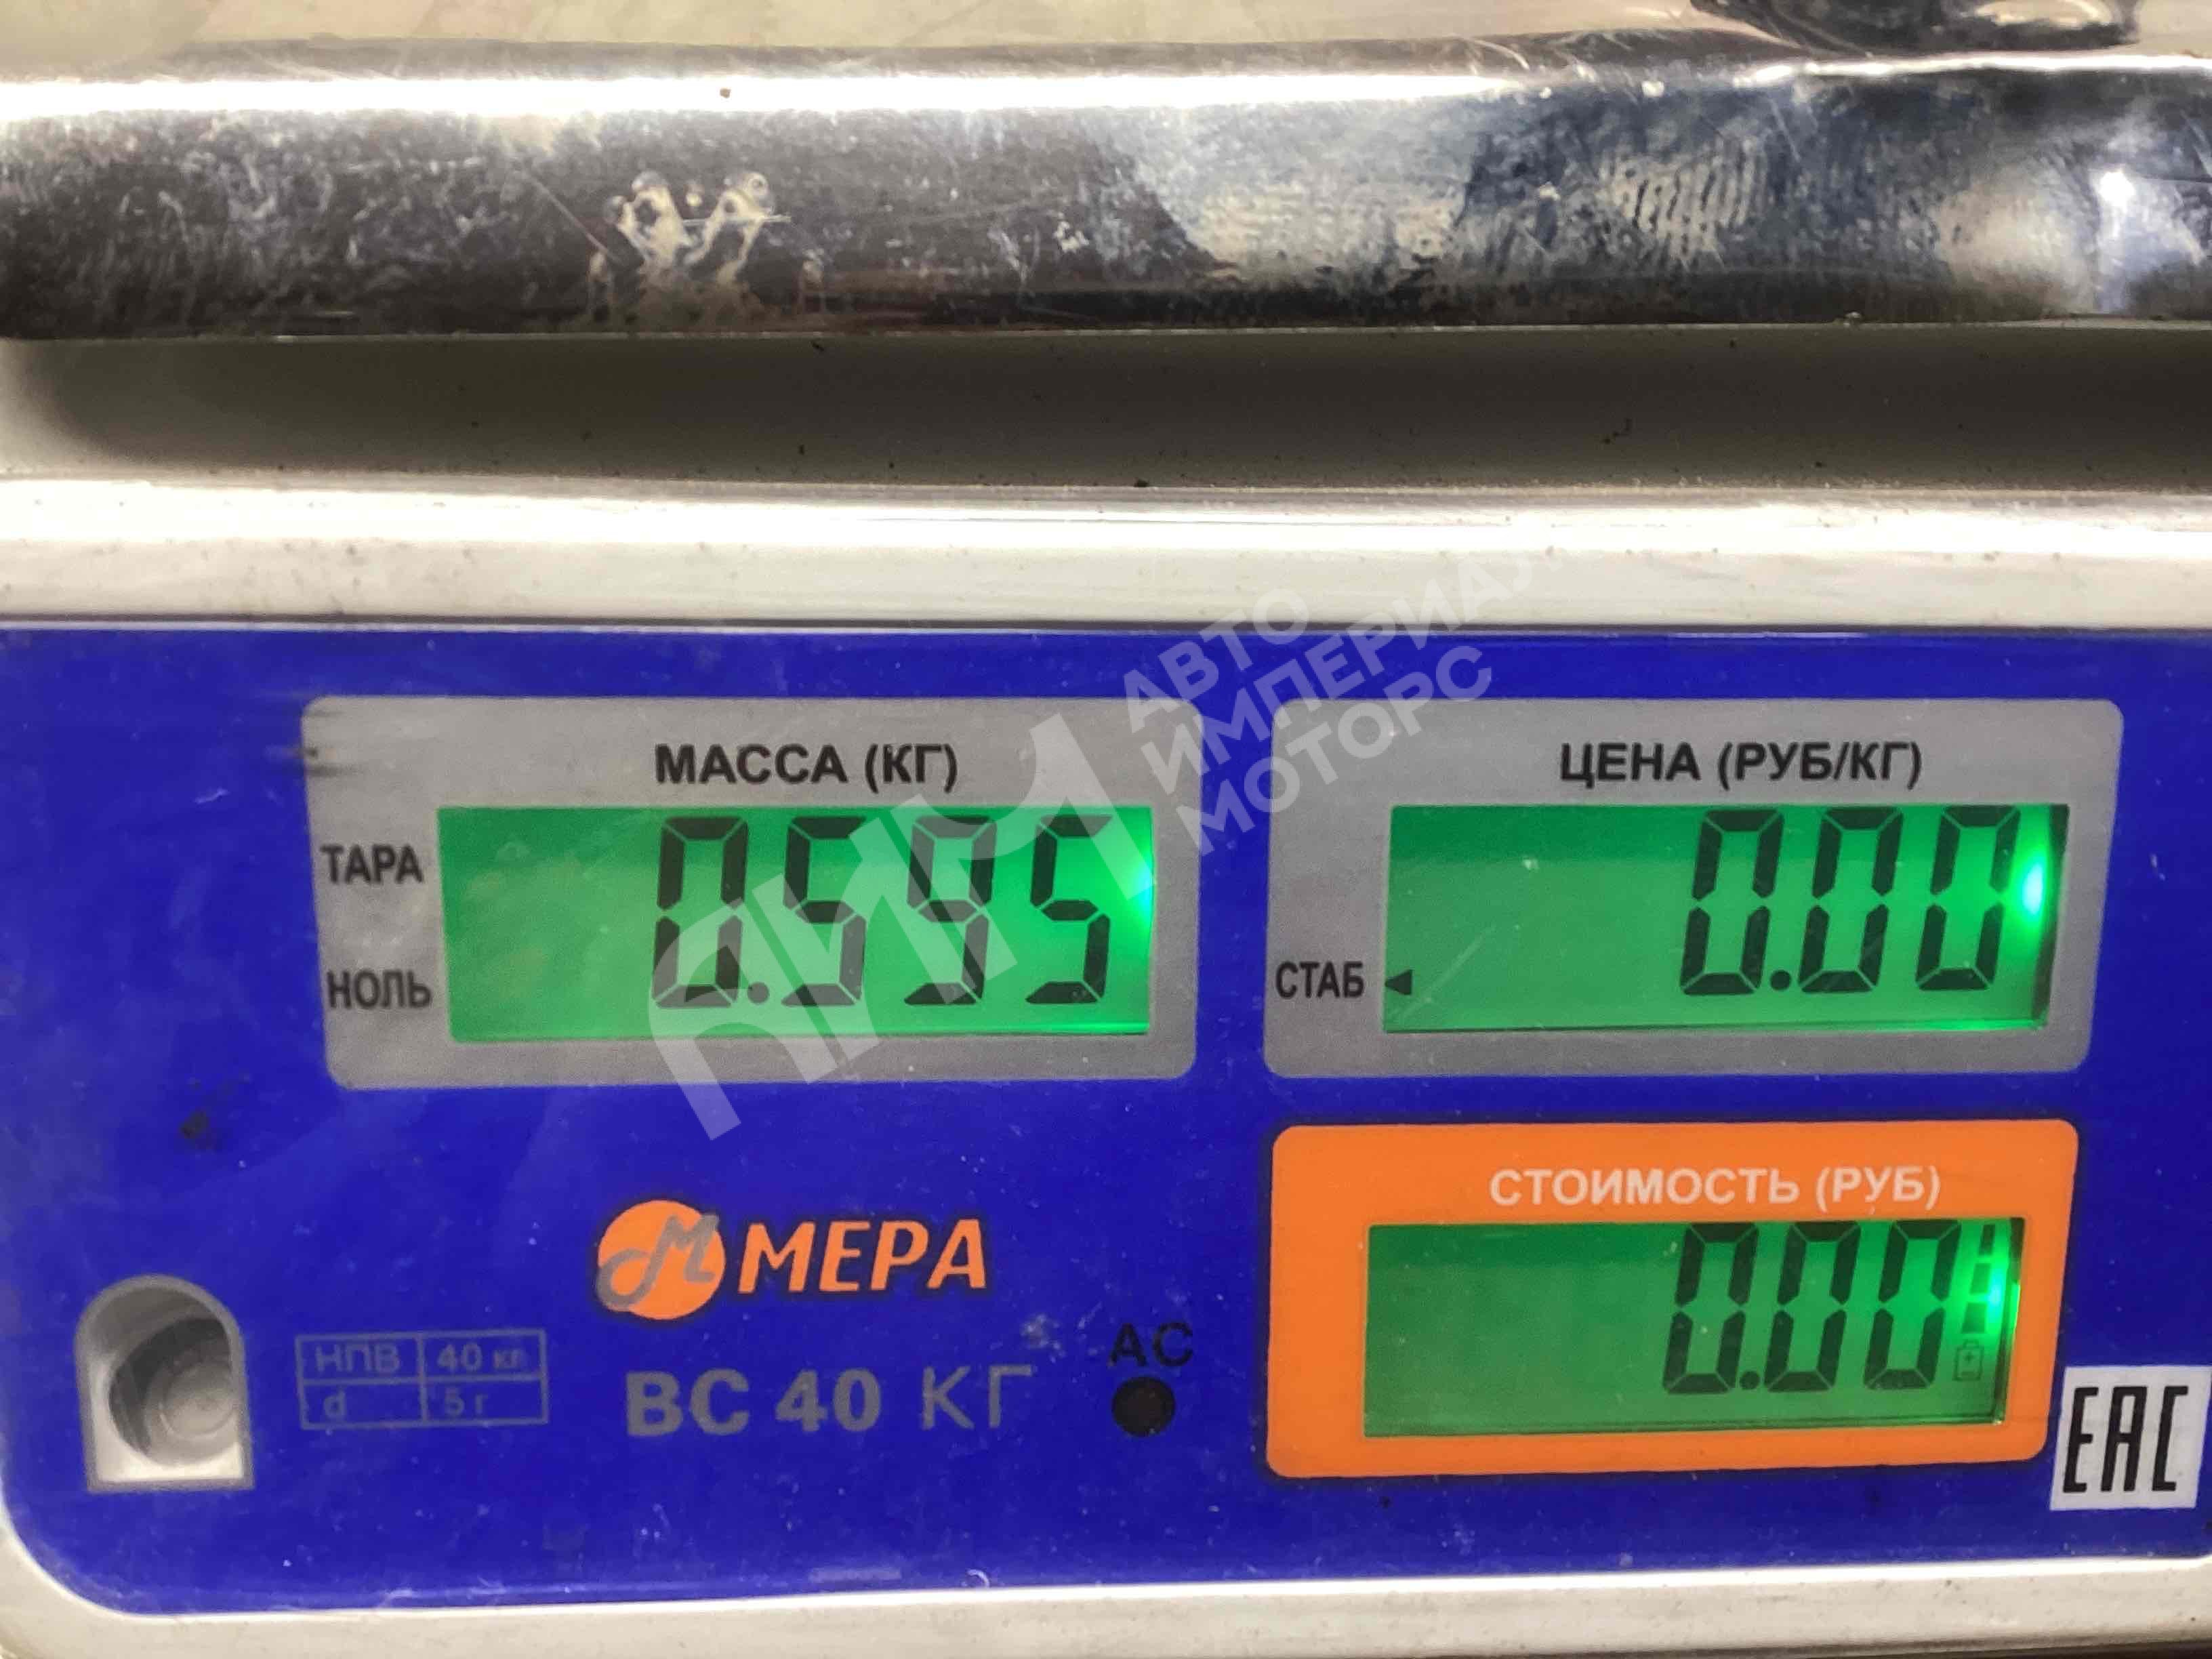 АВТО
ИМПЕРИАЛ
МОТОРС
АИМ
МАССА (КГ)
ЦЕНА (РУБ/КГ)
ТАРА
0.595
0.00
НОЛЬ
СТАБ
СТОИМОСТЬ (РУБ)
0.00
М МЕРА
НПВ 40 кг
d 5 г
ВС 40 КГ
АС
ЕАС